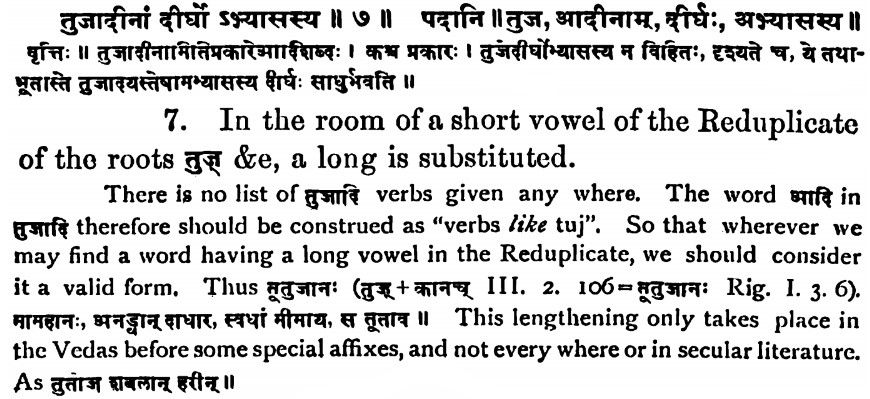 तुजादीनां दीर्घो ऽभ्यासस्य ॥ ७ ॥ पदानि ॥ तुज, आदीनाम्, दीर्घः, अभ्यासस्य ॥
वृत्तिः ॥ तुजादीनामितिप्रकारेआदिशब्दः । कश्च प्रकारः । तुजेदीर्घोभ्यासस्य न विहितः, दृश्यते च, ये तथा-
भूतास्ते तुजादयस्तेषामभ्यासस्य दीर्घः साधुर्भवति ॥
7. In the room of a short vowel of the Reduplicate
of the roots तुज् &e, a long is substituted.
There is no list of तुजादि verbs given any where. The word आदि in
तुजादि therefore should be construed as "verbs like tuj". So that wherever we
may find a word having a long vowel in the Reduplicate, we should consider
it a valid form. Thus तूतुजानः (तुज् + कानच् III. 2. 106 = तूतुजानः Rig. I. 3. 6).
मामहानः, अनड्वान् दाधार, स्वधां मीमाय, स तूताव ॥ This lengthening only takes place in
the Vedas before some special affixes, and not every where or in secular literature.
As तुतोज शबलान् हरीन् ॥